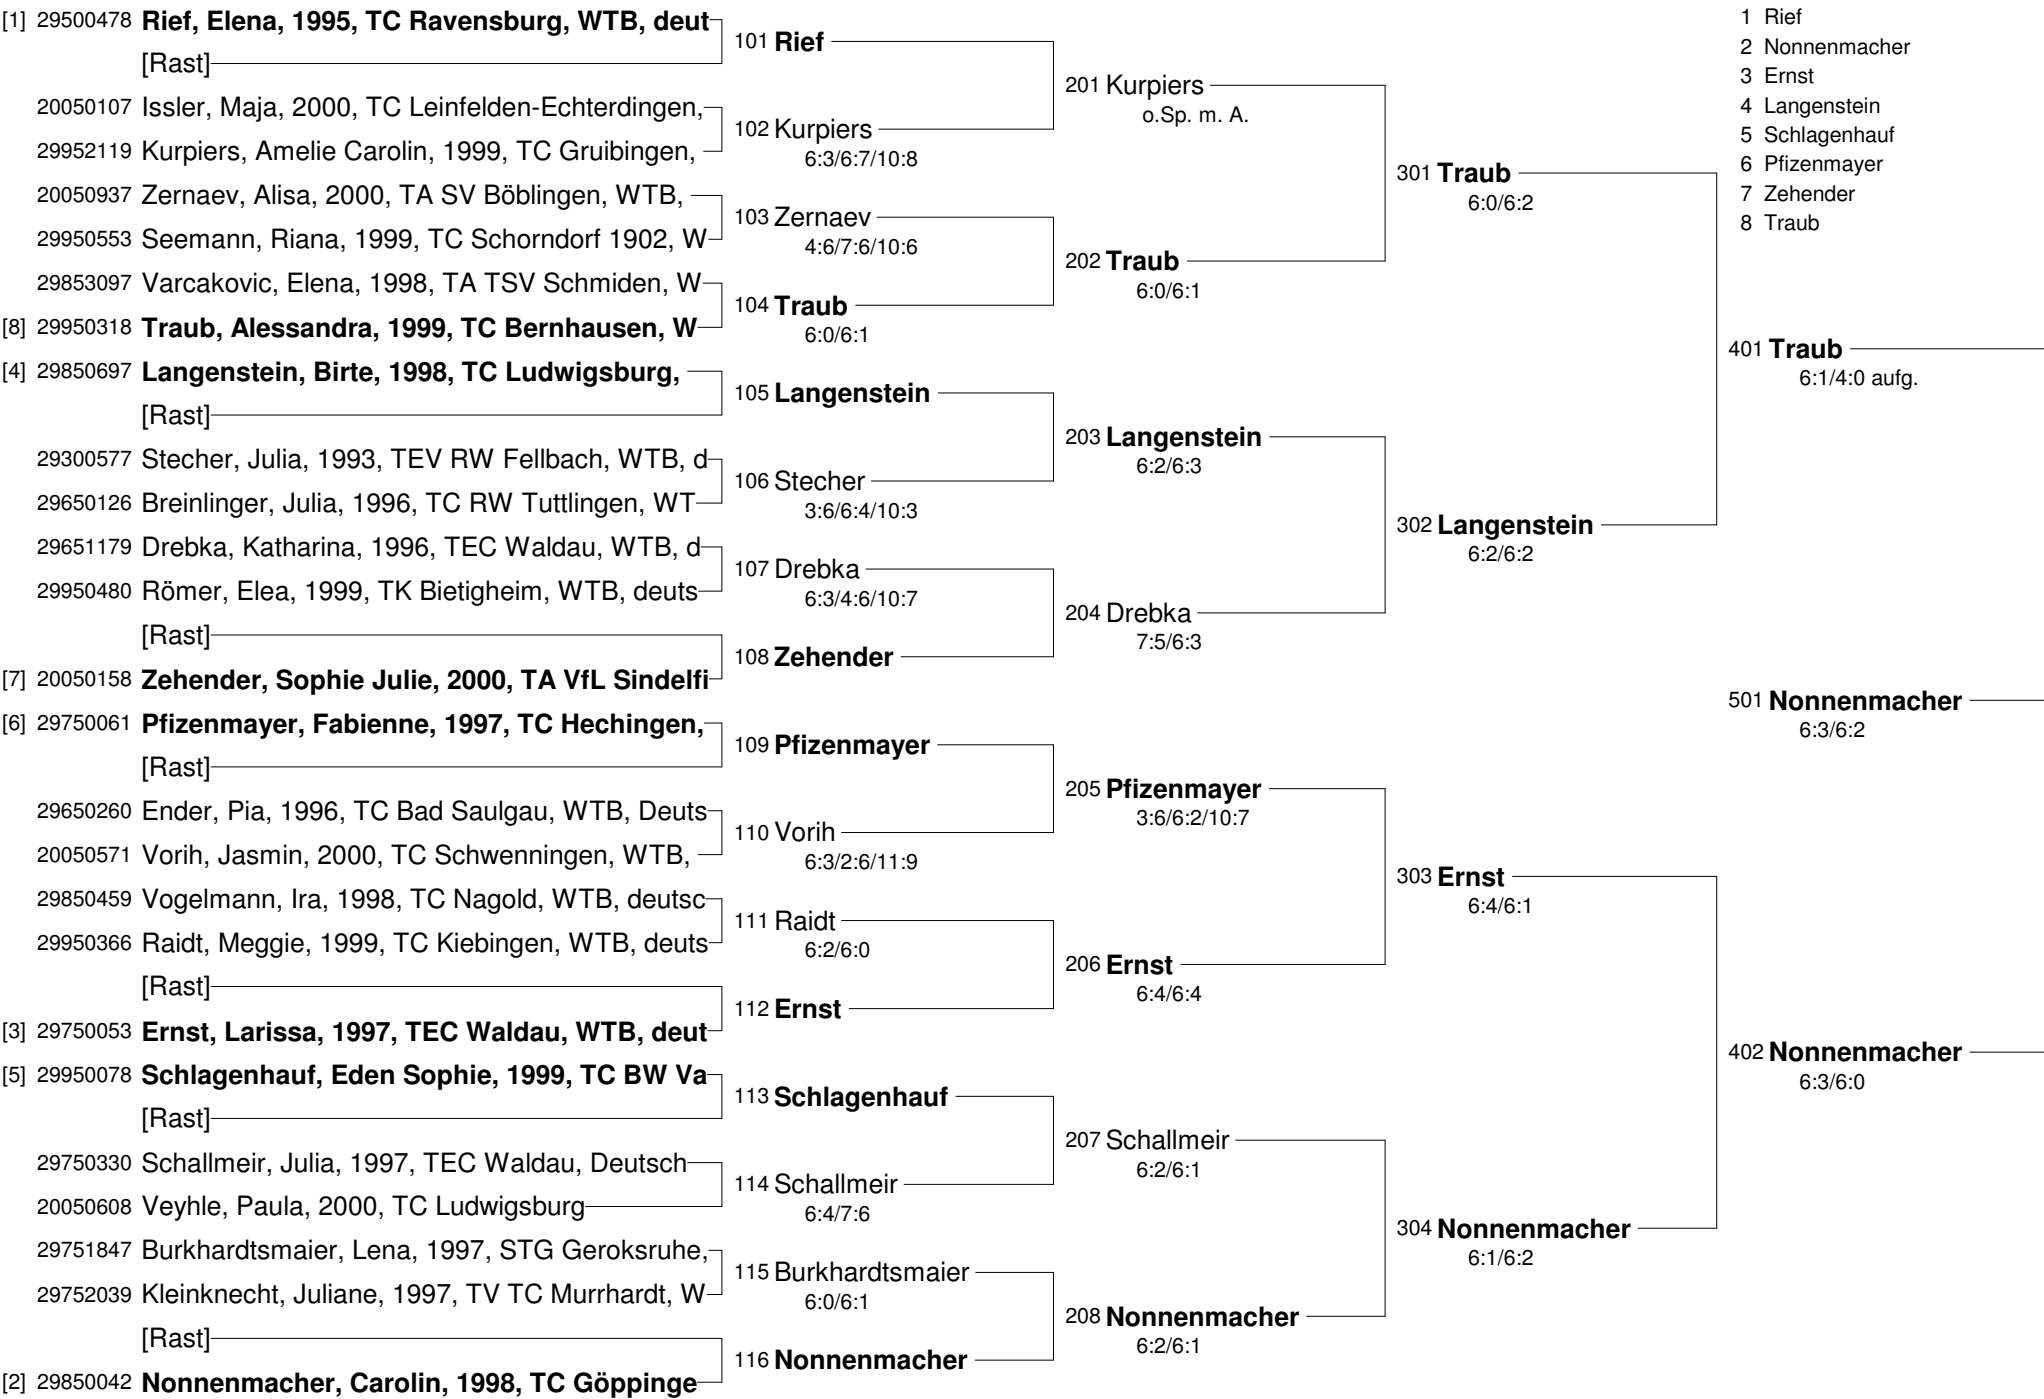 [1] 29500478 Rief, Elena, 1995, TC Ravensburg, WTB, deut
[Rast]
20050107 Issler, Maja, 2000, TC Leinfelden-Echterdingen,
29952119 Kurpiers, Amelie Carolin, 1999, TC Gruibingen,
20050937 Zernaev, Alisa, 2000, TA SV Böblingen, WTB,
29950553 Seemann, Riana, 1999, TC Schorndorf 1902, W
29853097 Varcakovic, Elena, 1998, TA TSV Schmiden, W
[8] 29950318 Traub, Alessandra, 1999, TC Bernhausen, W
[4] 29850697 Langenstein, Birte, 1998, TC Ludwigsburg,
[Rast]
29300577 Stecher, Julia, 1993, TEV RW Fellbach, WTB, d
29650126 Breinlinger, Julia, 1996, TC RW Tuttlingen, WT
29651179 Drebka, Katharina, 1996, TEC Waldau, WTB, d
29950480 Römer, Elea, 1999, TK Bietigheim, WTB, deuts
[Rast]
[7] 20050158 Zehender, Sophie Julie, 2000, TA VfL Sindelfi
[6] 29750061 Pfizenmayer, Fabienne, 1997, TC Hechingen,
[Rast]
29650260 Ender, Pia, 1996, TC Bad Saulgau, WTB, Deuts
20050571 Vorih, Jasmin, 2000, TC Schwenningen, WTB,
29850459 Vogelmann, Ira, 1998, TC Nagold, WTB, deutsc
29950366 Raidt, Meggie, 1999, TC Kiebingen, WTB, deuts
[Rast]
[3] 29750053 Ernst, Larissa, 1997, TEC Waldau, WTB, deut
[5] 29950078 Schlagenhauf, Eden Sophie, 1999, TC BW Va
[Rast]
29750330 Schallmeir, Julia, 1997, TEC Waldau, Deutsch
20050608 Veyhle, Paula, 2000, TC Ludwigsburg
29751847 Burkhardtsmaier, Lena, 1997, STG Geroksruhe,
29752039 Kleinknecht, Juliane, 1997, TV TC Murrhardt, W
[Rast]
[2] 29850042 Nonnenmacher, Carolin, 1998, TC Göppinge
101 Rief
102 Kurpiers
6:3/6:7/10:8
103 Zernaev
4:6/7:6/10:6
104 Traub
6:0/6:1
105 Langenstein
106 Stecher
3:6/6:4/10:3
107 Drebka
6:3/4:6/10:7
108 Zehender
109 Pfizenmayer
110 Vorih
6:3/2:6/11:9
111 Raidt
6:2/6:0
112 Ernst
113 Schlagenhauf
114 Schallmeir
6:4/7:6
115 Burkhardtsmaier
6:0/6:1
116 Nonnenmacher
201 Kurpiers
o.Sp. m. A.
202 Traub
6:0/6:1
203 Langenstein
6:2/6:3
204 Drebka
7:5/6:3
205 Pfizenmayer
3:6/6:2/10:7
206 Ernst
6:4/6:4
207 Schallmeir
6:2/6:1
208 Nonnenmacher
6:2/6:1
301 Traub
6:0/6:2
302 Langenstein
6:2/6:2
303 Ernst
6:4/6:1
304 Nonnenmacher
6:1/6:2
1 Rief
2 Nonnenmacher
3 Ernst
4 Langenstein
5 Schlagenhauf
6 Pfizenmayer
7 Zehender
8 Traub
401 Traub
6:1/4:0 aufg.
501 Nonnenmacher
6:3/6:2
402 Nonnenmacher
6:3/6:0